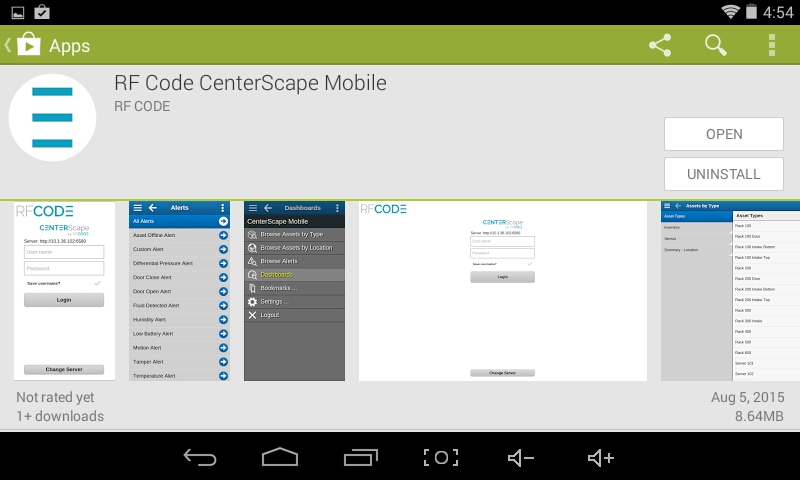 4:54
Apps
RF Code CenterScape Mobile
RF CODE
OPEN
UNINSTALL
RFCODE
CENTERScape
Server: http://10.1.36.102:6580
User name
Password
Save username?
Login
Change Server
Alerts
All Alerts
Asset Offline Alert
Custom Alert
Differential Pressure Alert
Door Close Alert
Door Open Alert
Fluid Detected Alert
Humidity Alert
Low Battery Alert
Motion Alert
Tamper Alert
Temperature Alert
Dashboards
CenterScape Mobile
Browse Assets by Type
Browse Assets by Location
Browse Alerts
Dashboards
Bookmarks ...
Settings ...
Logout
RFCODE
CENTERScape
Server: http://10.1.36.102:6580
User name
Password
Save username?
Login
Change Server
Assets by Type
Asset Types
Inventory
Sensor
Summary - Location
Asset Types
Rack 100
Rack 100 Door
Rack 100 Intake Bottom
Rack 100 Intake Top
Rack 200
Rack 200 Door
Rack 200 Intake Bottom
Rack 200 Intake Top
Rack 300
Rack 300 Intake
Rack 400
Rack 500
Rack 600
Server 101
Server 102
Not rated yet
1+ downloads
Aug 5, 2015
8.64MB